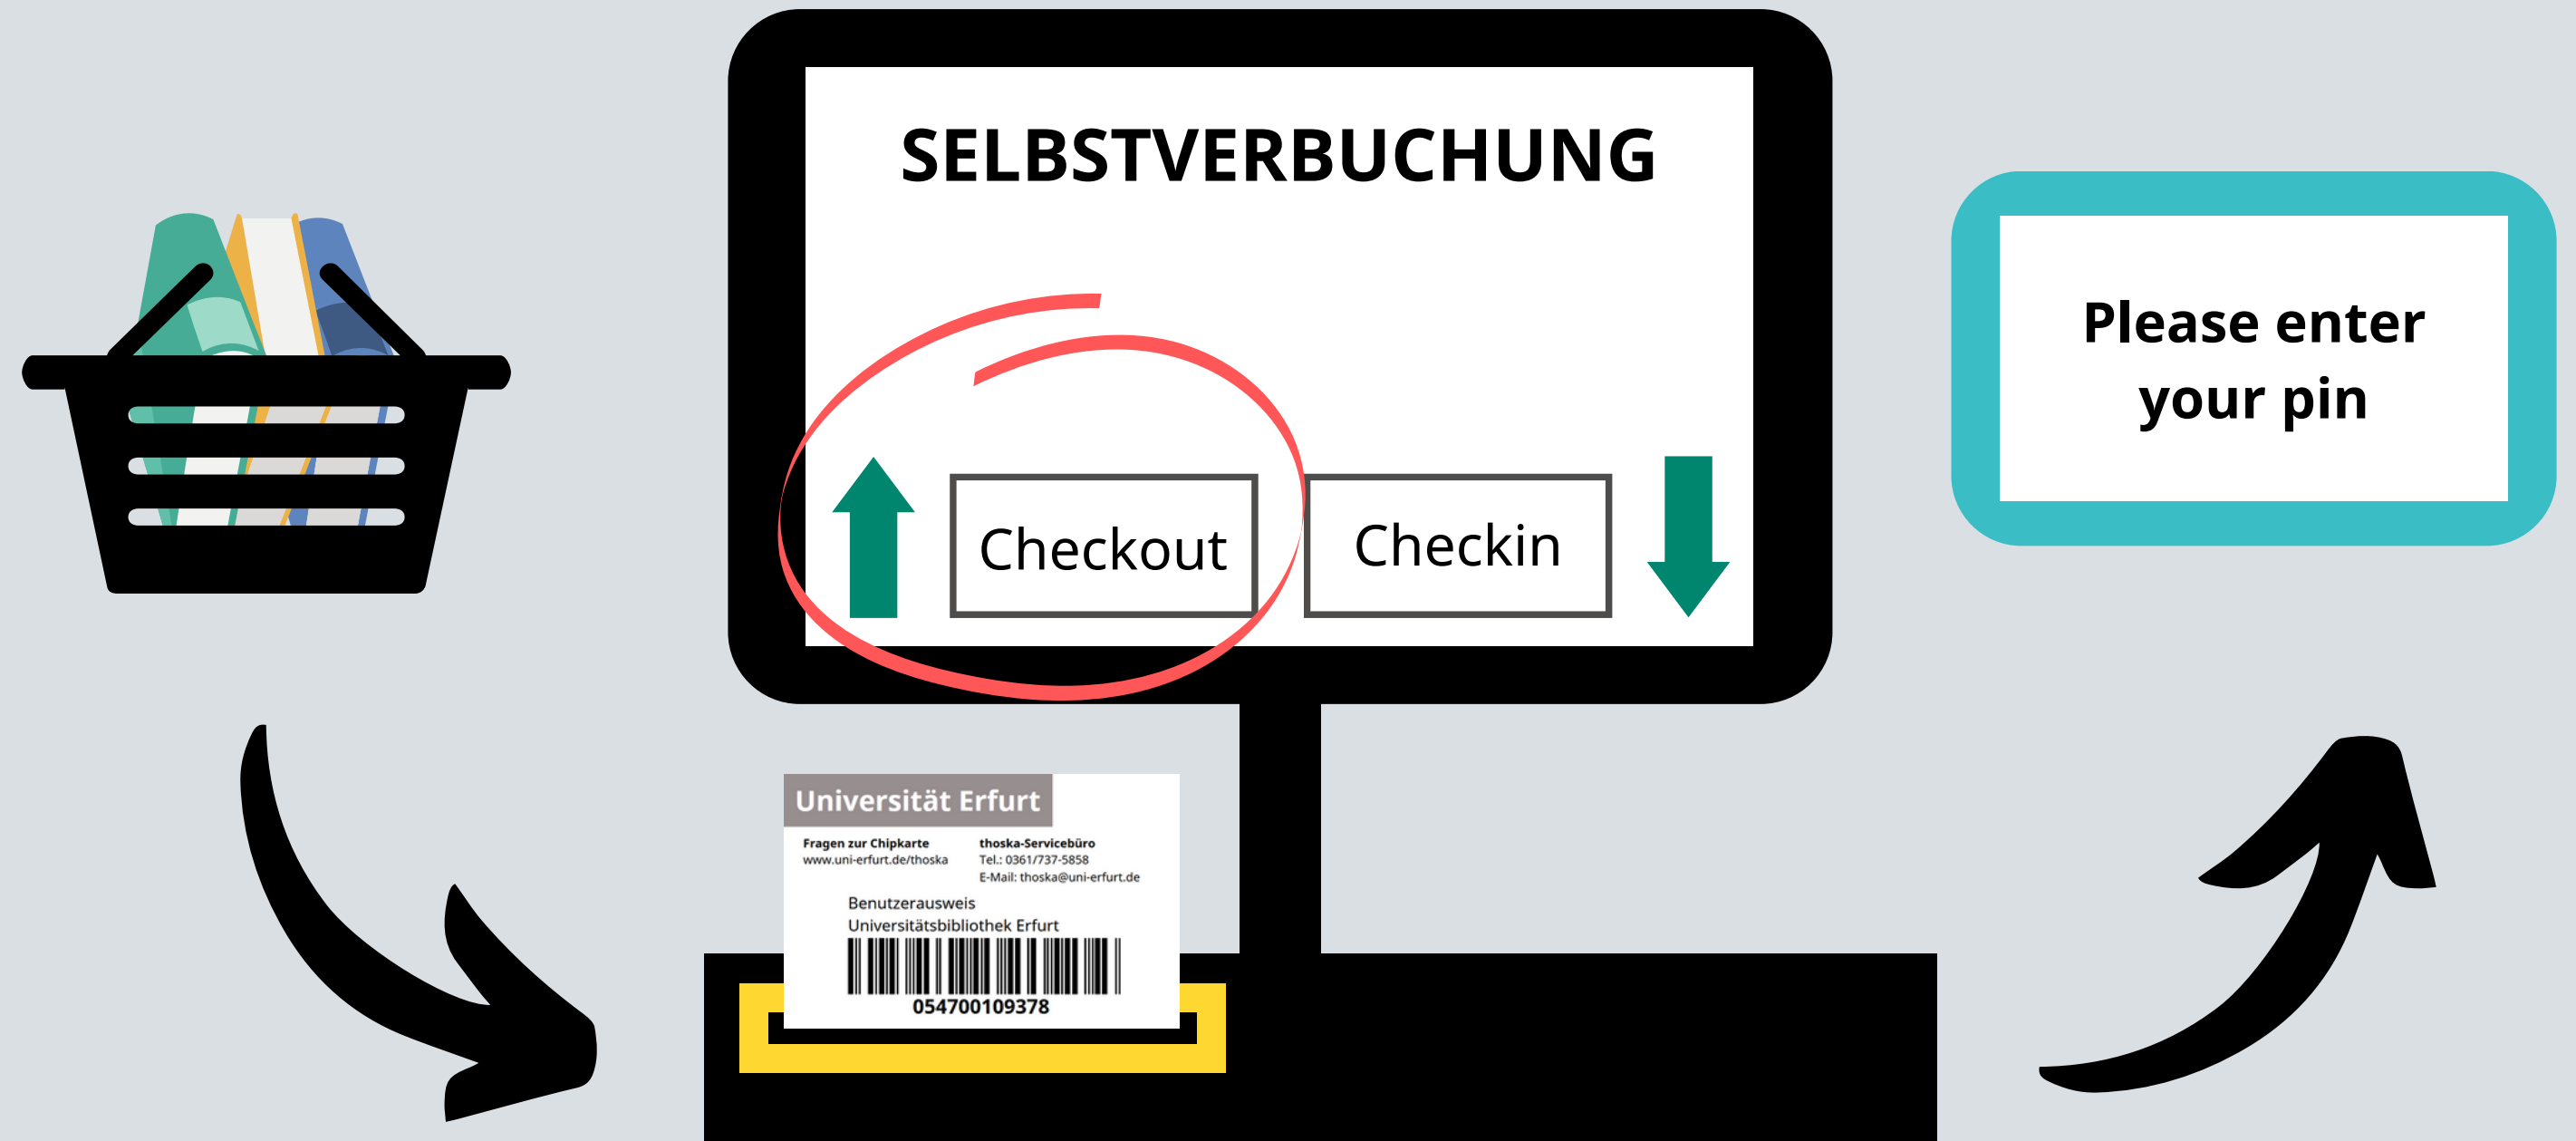 SELBSTVERBUCHUNG
Checkout
Checkin
Please enter
your pin
Universität Erfurt
Fragen zur Chipkarte
www.uni-erfurt.de/thoska
thoska-Servicebüro
Tel.: 0361/737-5858
E-Mail: thoska@uni-erfurt.de
Benutzerausweis
Universitätsbibliothek Erfurt
054700109378